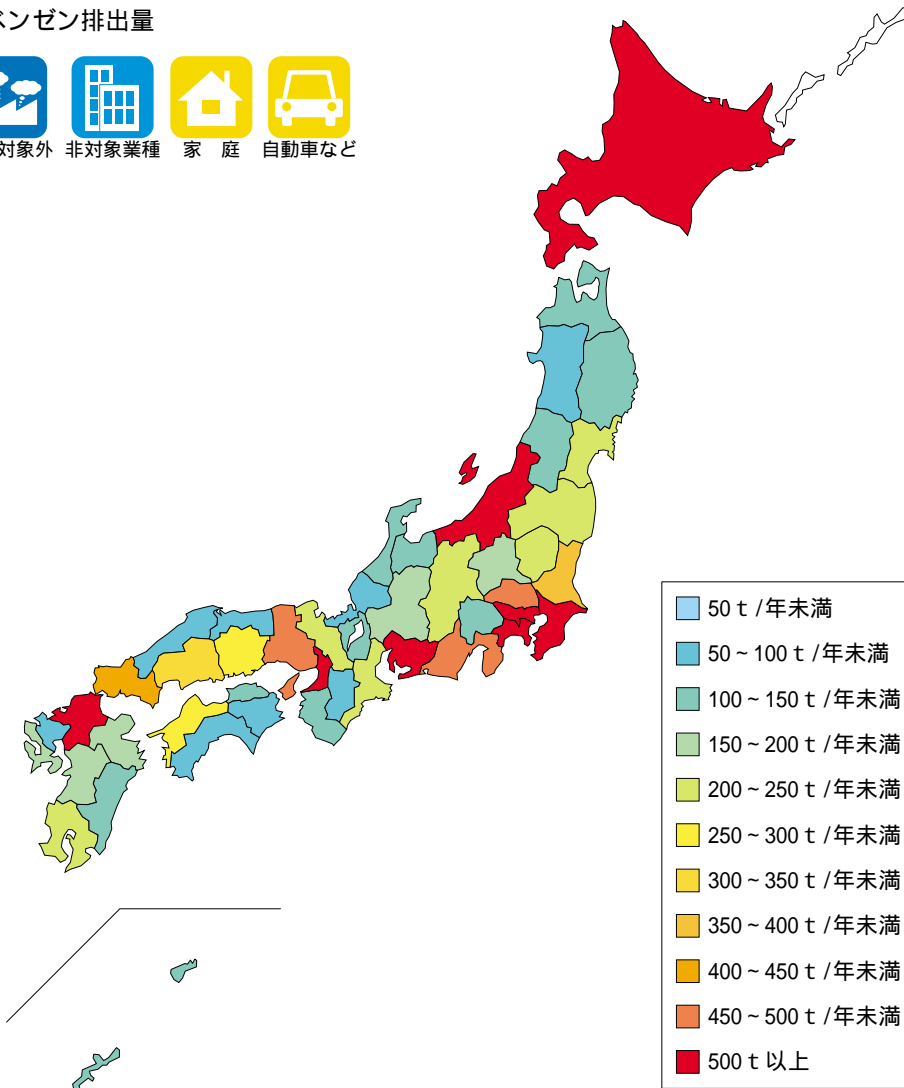 ベンゼン排出量
対象外 非対象業種 家 庭 自動車など
50t/年未満
50~100t/年未満
100~150t/年未満
150~200t/年未満
200~250t/年未満
250~300t/年未満
300~350t/年未満
350~400t/年未満
400~450t/年未満
450~500t/年未満
500t以上